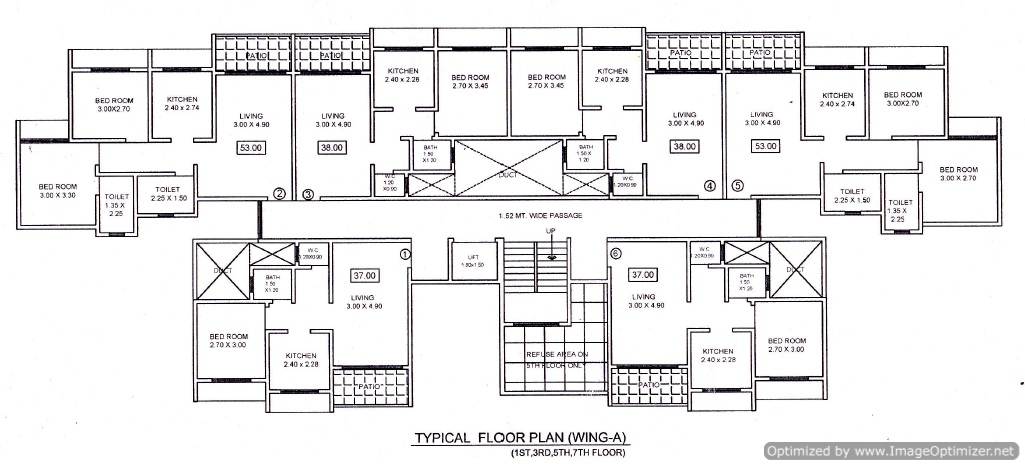 PATIO
PATIO
PATIO
PATIO
KITCHEN
2.40 x 2.28
BED ROOM
2.70 X 3.45
BED ROOM
2.70 X 3.45
KITCHEN
2.40 x 2.28
BED ROOM
3.00X2.70
KITCHEN
2.40 x 2.74
LIVING
3.00 X 4.90
53.00
LIVING
3.00 X 4.90
38.00
LIVING
3.00 X 4.90
38.00
LIVING
3.00 X 4.90
53.00
KITCHEN
2.40 x 2.74
BED ROOM
3.00X2.70
BATH
1.50
X1.20
BATH
1.50 X
1.20
DUCT
W.C.
1.20
X0.90
W.C.
1.20X0.90
BED ROOM
3.00 X 3.30
TOILET
1.35 X
2.25
TOILET
2.25 X 1.50
TOILET
2.25 X 1.50
TOILET
1.35 X
2.25
BED ROOM
3.00 X 2.70
2
3
4
5
1.52 MT. WIDE PASSAGE
UP
1
6
DUCT
W.C.
1.20X0.90
BATH
1.50
X1.20
37.00
LIVING
3.00 X 4.90
LIFT
1.50x1.50
37.00
LIVING
3.00 X 4.90
W.C.
1.20X0.90
BATH
1.50
X1.20
DUCT
BED ROOM
2.70 X 3.00
KITCHEN
2.40 x 2.28
"PATIO"
REFUSE AREA ON
5TH FLOOR ONLY
PATIO
KITCHEN
2.40 x 2.28
BED ROOM
2.70 X 3.00
TYPICAL FLOOR PLAN (WING-A)
(1ST,3RD,5TH,7TH FLOOR)
Optimized by www.ImageOptimizer.net